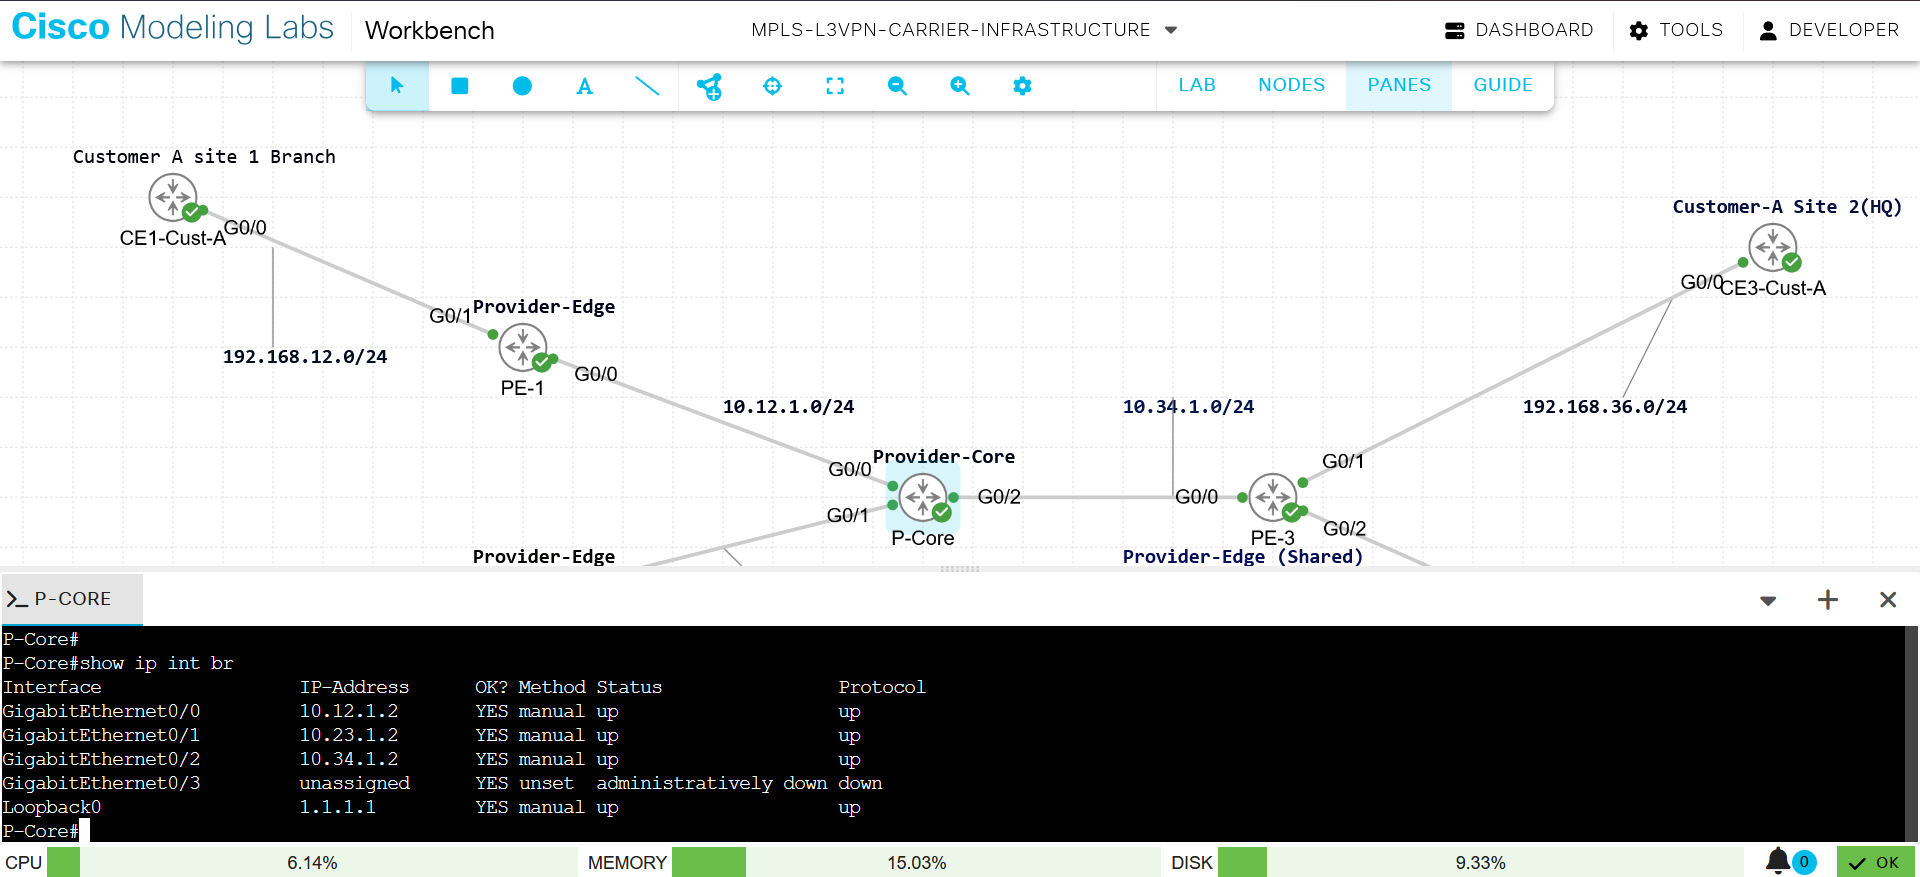 Cisco Modeling Labs Workbench MPLS-L3VPN-CARRIER-INFRASTRUCTURE DASHBOARD TOOLS DEVELOPER
A LAB NODES PANES GUIDE
Customer A site 1 Branch
CE1-Cust-A
G0/0
Customer-A Site 2(HQ)
G0/0
CE3-Cust-A
G0/1
Provider-Edge
192.168.12.0/24
PE-1
G0/0
10.12.1.0/24
10.34.1.0/24
192.168.36.0/24
Provider-Core
G0/0
G0/1
G0/2
P-Core
G0/0
G0/1
G0/2
PE-3
Provider-Edge
Provider-Edge (Shared)
>_ P-CORE
P-Core#
P-Core#show ip int br
Interface IP-Address OK? Method Status Protocol
GigabitEthernet0/0 10.12.1.2 YES manual up up
GigabitEthernet0/1 10.23.1.2 YES manual up up
GigabitEthernet0/2 10.34.1.2 YES manual up up
GigabitEthernet0/3 unassigned YES unset administratively down down
Loopback0 1.1.1.1 YES manual up up
P-Core#
CPU 6.14% MEMORY 15.03% DISK 9.33% 0 OK